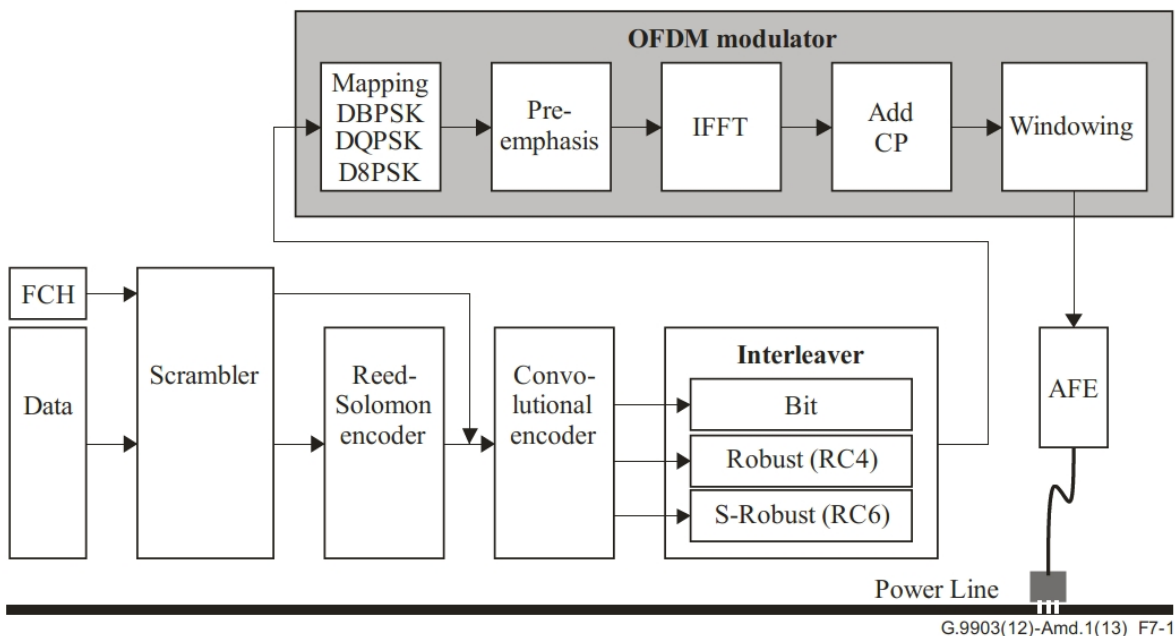 OFDM modulator
Mapping
DBPSK
DQPSK
D8PSK
Pre-
emphasis
IFFT
Add
CP
Windowing
FCH
Data
Scrambler
Reed-
Solomon
encoder
Convo-
lutional
encoder
Interleaver
Bit
Robust (RC4)
S-Robust (RC6)
AFE
Power Line
G.9903(12)-Amd.1(13)_F7-1